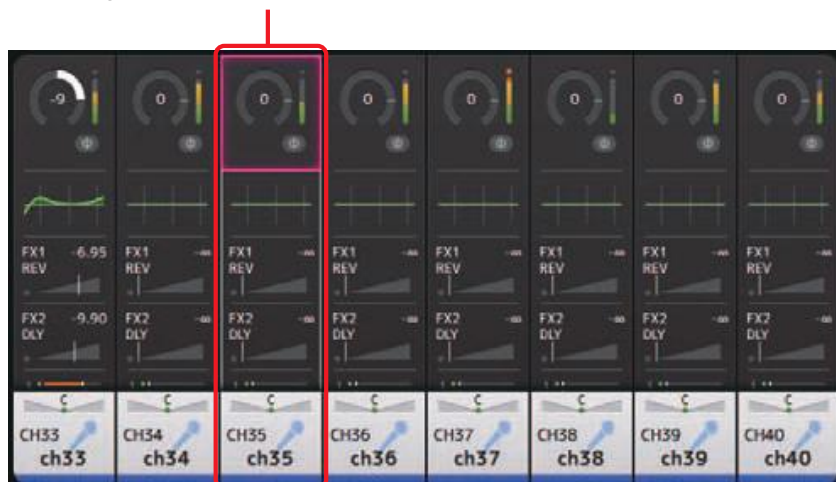 -9 0 0 0 0 0 0 0
FX1 -6.95 FX1 -∞ FX1 -∞ FX1 -∞ FX1 -∞ FX1 -∞ FX1 -∞ FX1 -∞
REV REV REV REV REV REV REV REV
FX2 -9.90 FX2 -∞ FX2 -∞ FX2 -∞ FX2 -∞ FX2 -∞ FX2 -∞ FX2 -∞
DLY DLY DLY DLY DLY DLY DLY DLY
C C C C C C C C
CH33 CH34 CH35 CH36 CH37 CH38 CH39 CH40
ch33 ch34 ch35 ch36 ch37 ch38 ch39 ch40